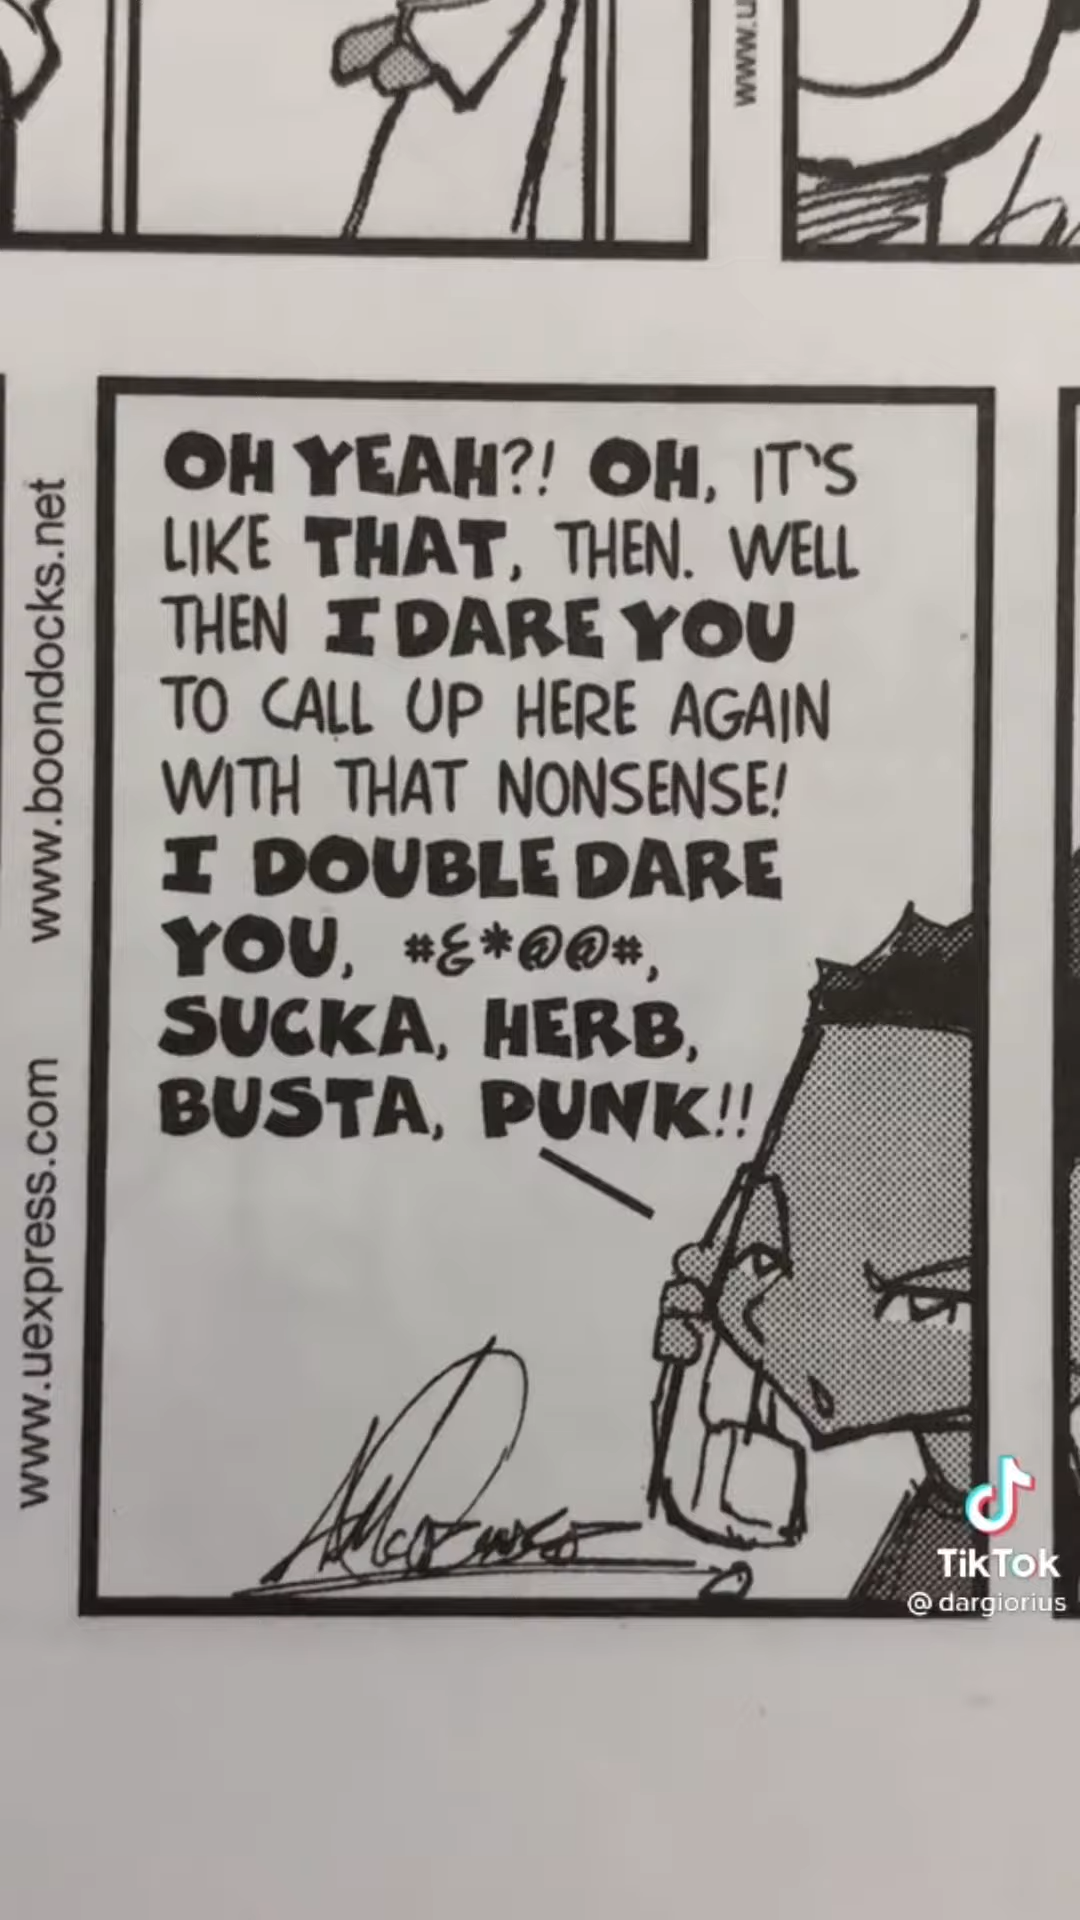 www.u
OH YEAH?! OH, IT'S
LIKE THAT, THEN. WELL
THEN I DARE YOU
TO CALL UP HERE AGAIN
WITH THAT NONSENSE!
I DOUBLE DARE
YOU, #&*@@#,
SUCKA, HERB,
BUSTA, PUNK!!
www.boondocks.net
www.uexpress.com
A McGruder
TikTok
@dargiorius